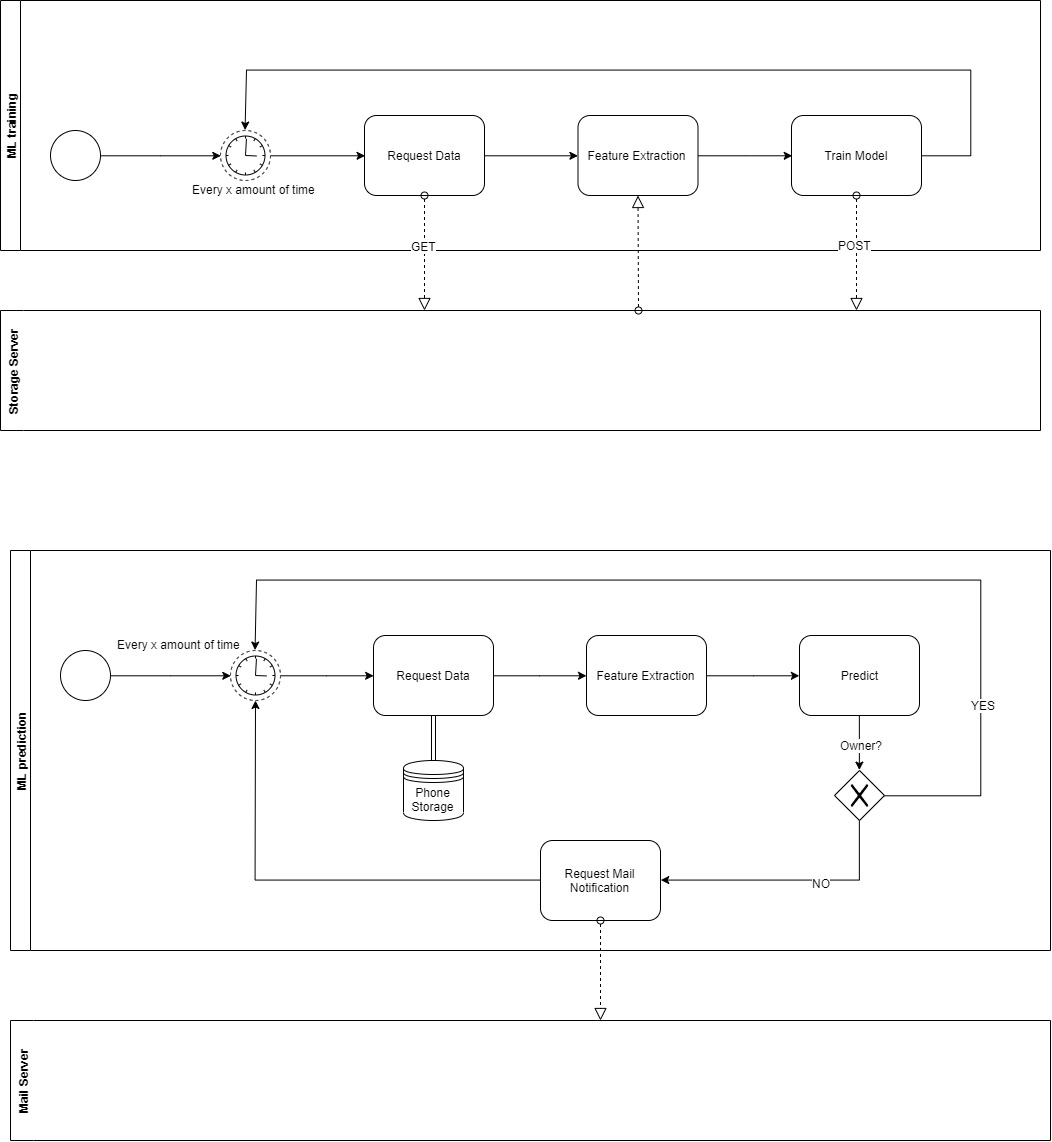 ML training
Request Data
Feature Extraction
Train Model
Every x amount of time
GET
POST
Storage Server
ML prediction
Every x amount of time
Request Data
Feature Extraction
Predict
YES
Owner?
Phone
Storage
Request Mail
Notification
NO
Mail Server